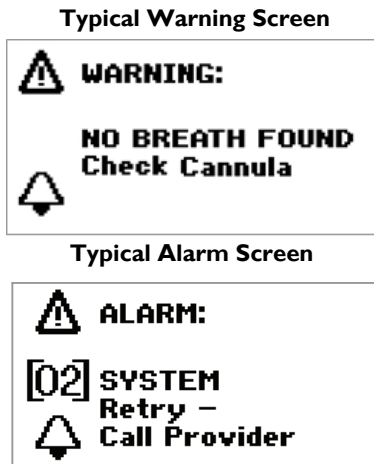 Typical Warning Screen
WARNING:
NO BREATH FOUND
Check Cannula
Typical Alarm Screen
ALARM:
[02] SYSTEM
Retry –
Call Provider